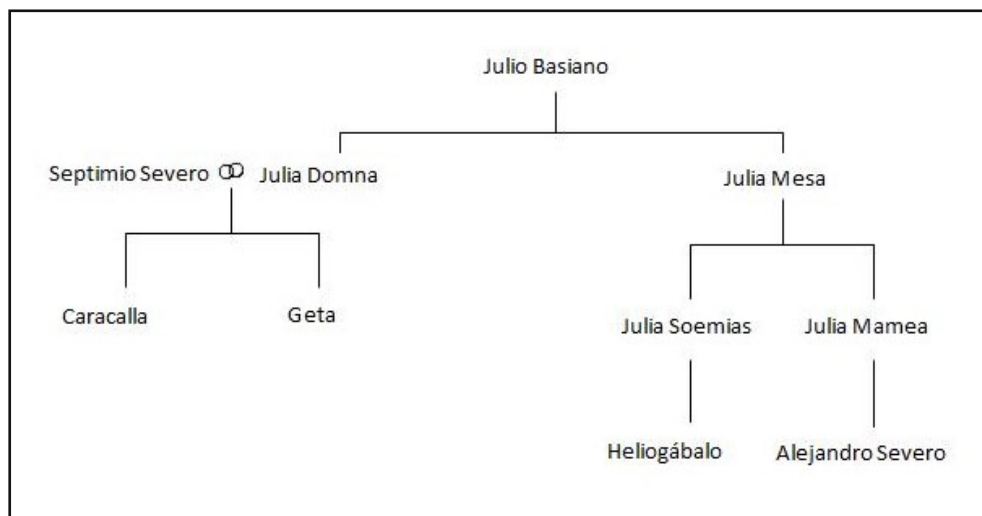 Julio Basiano
Septimio Severo
Julia Domna
Julia Mesa
Caracalla
Geta
Julia Soemias
Julia Mamea
Heliogábalo
Alejandro Severo